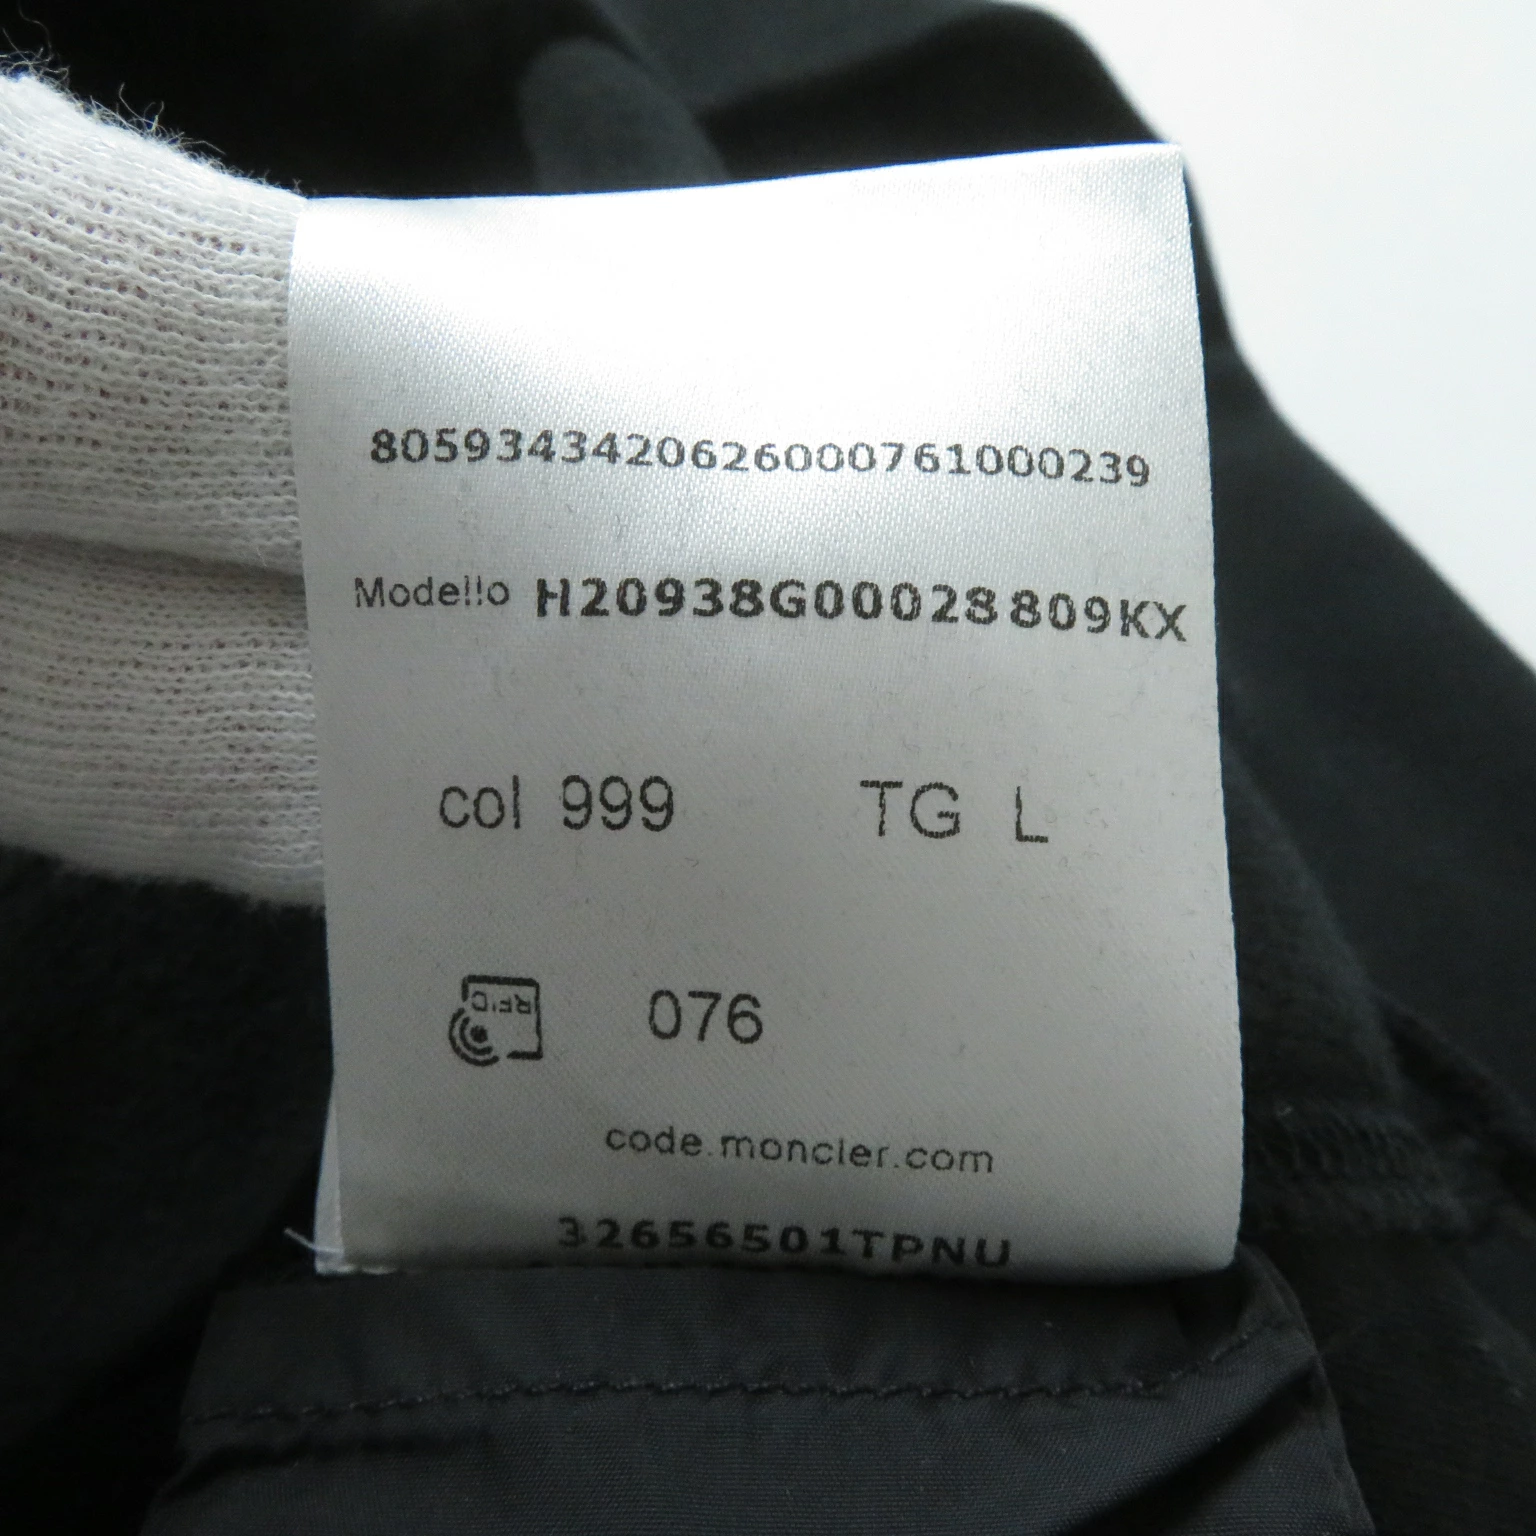 8059343420626000761000239
Modello H20938G00028809KX
col 999 TG L
RFID 076
code.moncler.com
32656501TPNU